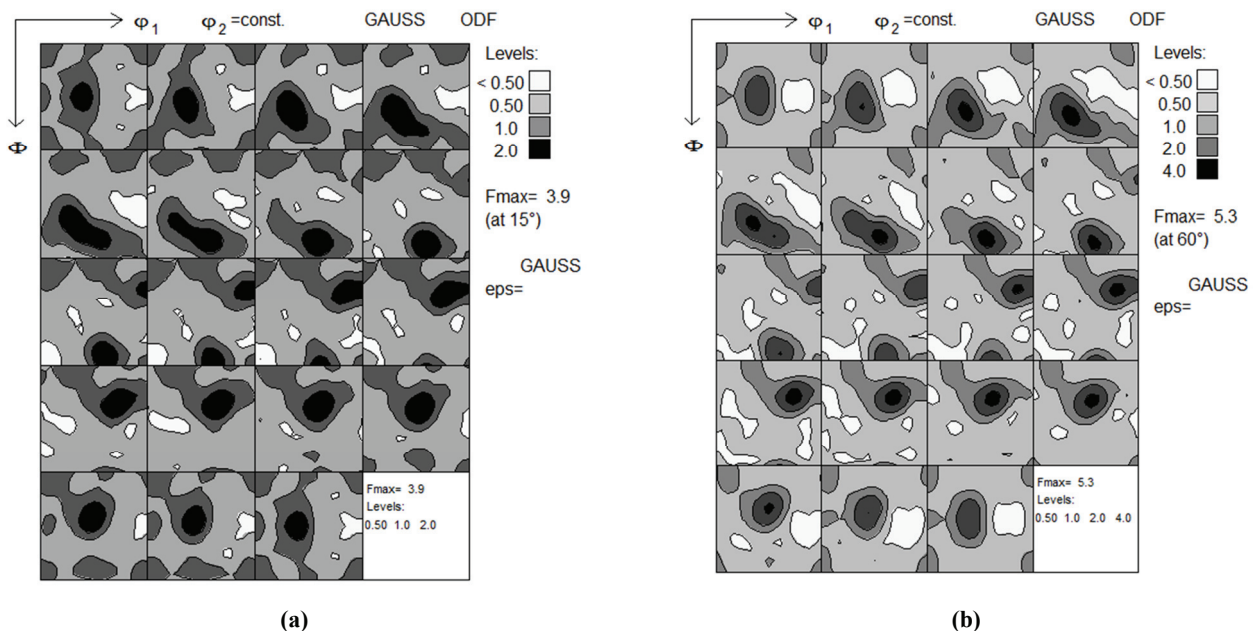 φ1 φ2=const. GAUSS ODF
Φ
Levels:
< 0.50
0.50
1.0
2.0
Fmax= 3.9
(at 15°)
GAUSS
eps=
Fmax= 3.9
Levels:
0.50 1.0 2.0
(a)
φ1 φ2=const. GAUSS ODF
Φ
Levels:
< 0.50
0.50
1.0
2.0
4.0
Fmax= 5.3
(at 60°)
GAUSS
eps=
Fmax= 5.3
Levels:
0.50 1.0 2.0 4.0
(b)